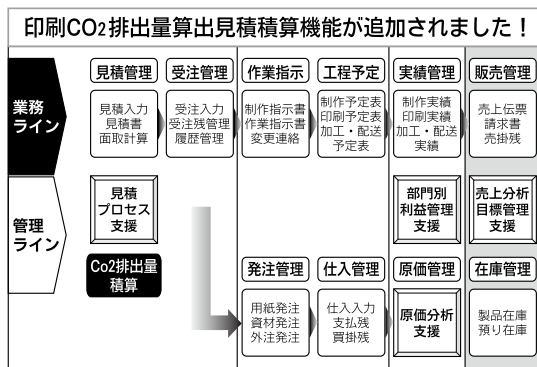 印刷CO2排出量算出見積積算機能が追加されました！
見積管理
受注管理
作業指示
工程予定
実績管理
販売管理
業務
ライン
見積入力
見積書
面取計算
受注入力
受注残管理
履歴管理
制作指示書
作業指示書
変更連絡
制作予定表
印刷予定表
加工・配送
予定表
制作実績
印刷実績
加工・配送
実績
売上伝票
請求書
売掛残
管理
ライン
見積
プロセス
支援
部門別
利益管理
支援
売上分析
目標管理
支援
Co2排出量
積算
発注管理
仕入管理
原価管理
在庫管理
用紙発注
資材発注
外注発注
仕入入力
支払残
買掛残
原価分析
支援
製品在庫
預り在庫